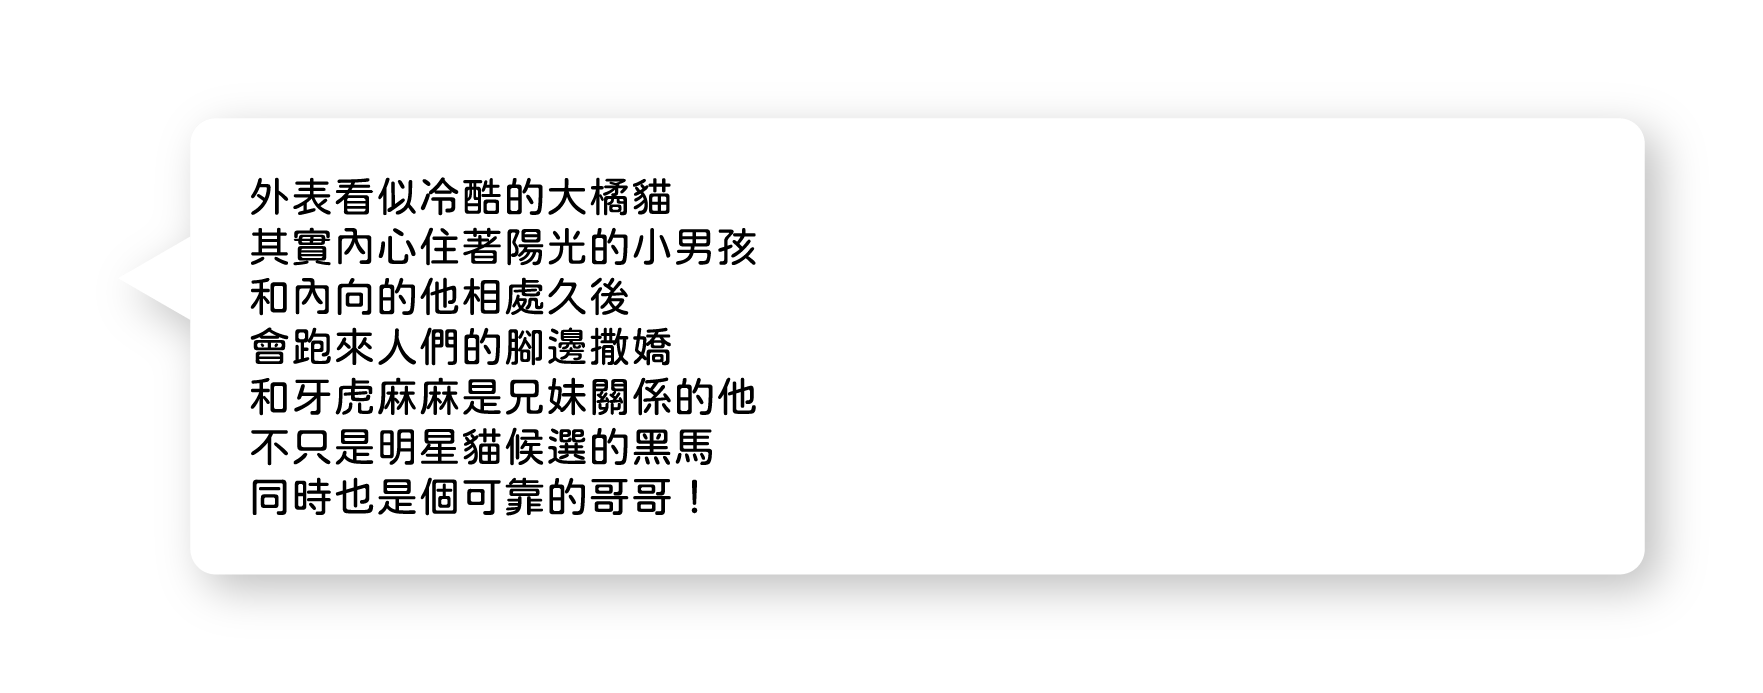 外表看似冷酷的大橘貓
其實內心住著陽光的小男孩
和內向的他相處久後
會跑來人們的腳邊撒嬌
和牙虎麻麻是兄妹關係的他
不只是明星貓候選的黑馬
同時也是個可靠的哥哥！